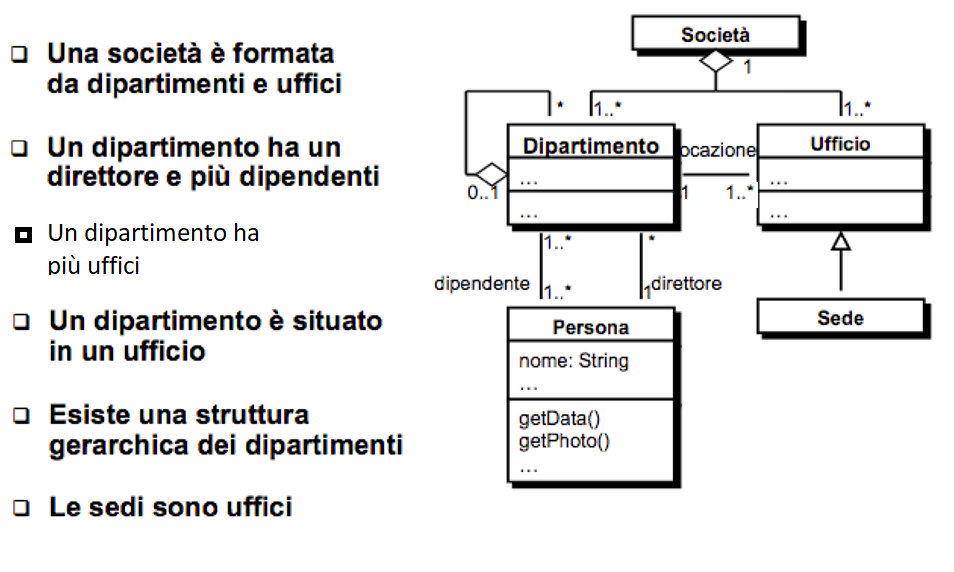 Una società è formata
da dipartimenti e uffici
Un dipartimento ha un
direttore e più dipendenti
Un dipartimento ha
più uffici
Un dipartimento è situato
in un ufficio
Esiste una struttura
gerarchica dei dipartimenti
Le sedi sono uffici
Società
1
*
1..*
1..*
Dipartimento
...
...
0..1
ocazione
1
1..*
Ufficio
...
...
1..*
*
dipendente
direttore
1..*
1
Persona
nome: String
...
getData()
getPhoto()
...
Sede